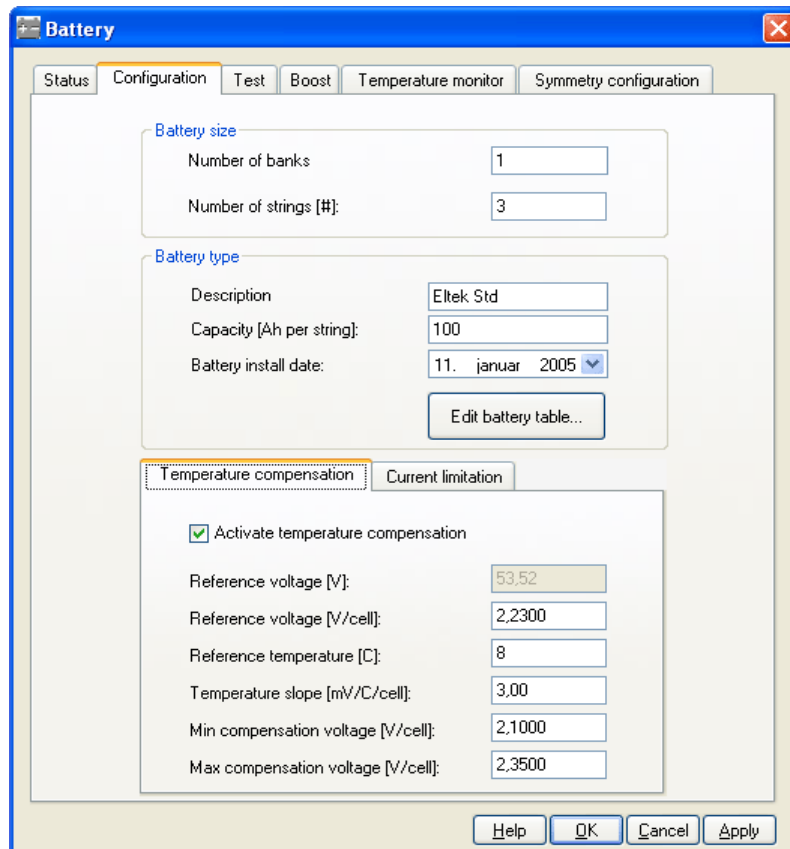 Battery
Status Configuration Test Boost Temperature monitor Symmetry configuration
Battery size
Number of banks 1
Number of strings [#]: 3
Battery type
Description Eltek Std
Capacity [Ah per string]: 100
Battery install date: 11. januar 2005
Edit battery table...
Temperature compensation Current limitation
Activate temperature compensation
Reference voltage [V]: 53,52
Reference voltage [V/cell]: 2,2300
Reference temperature [C]: 8
Temperature slope [mV/C/cell]: 3,00
Min compensation voltage [V/cell]: 2,1000
Max compensation voltage [V/cell]: 2,3500
Help OK Cancel Apply